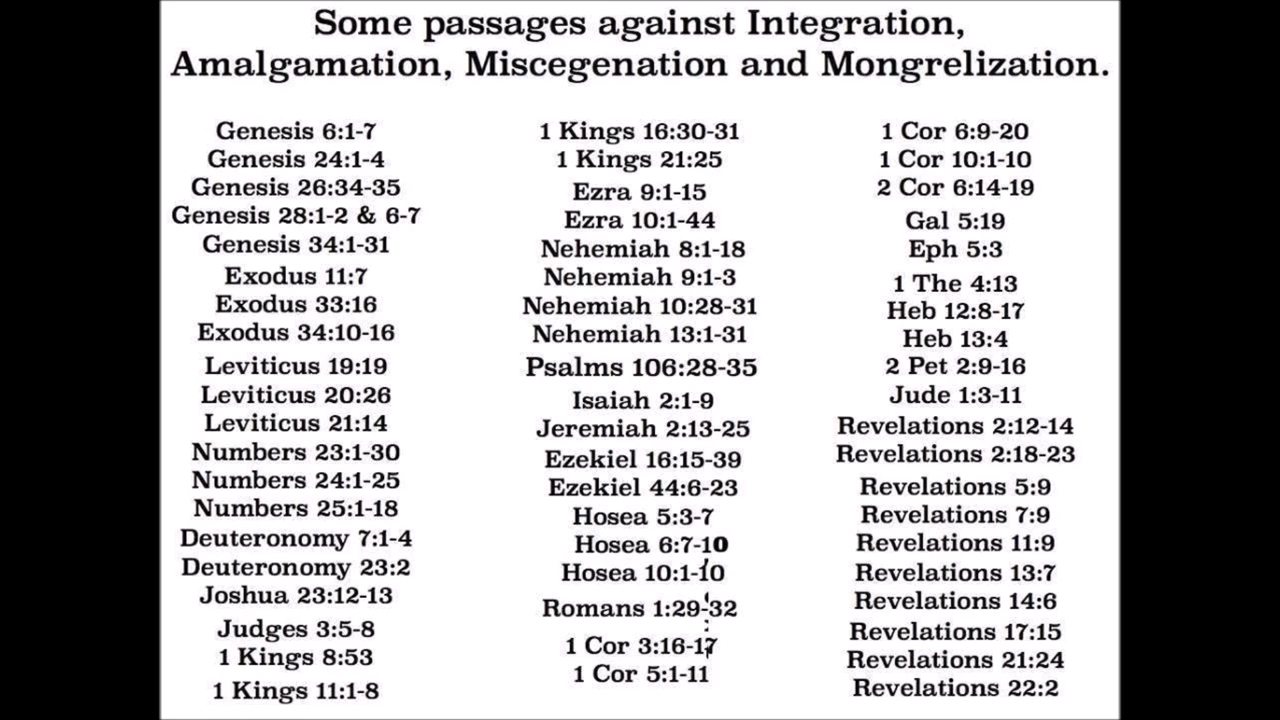 Some passages against Integration,
Amalgamation, Miscegenation and Mongrelization.
Genesis 6:1-7
Genesis 24:1-4
Genesis 26:34-35
Genesis 28:1-2 & 6-7
Genesis 34:1-31
Exodus 11:7
Exodus 33:16
Exodus 34:10-16
Leviticus 19:19
Leviticus 20:26
Leviticus 21:14
Numbers 23:1-30
Numbers 24:1-25
Numbers 25:1-18
Deuteronomy 7:1-4
Deuteronomy 23:2
Joshua 23:12-13
Judges 3:5-8
1 Kings 8:53
1 Kings 11:1-8
1 Kings 16:30-31
1 Kings 21:25
Ezra 9:1-15
Ezra 10:1-44
Nehemiah 8:1-18
Nehemiah 9:1-3
Nehemiah 10:28-31
Nehemiah 13:1-31
Psalms 106:28-35
Isaiah 2:1-9
Jeremiah 2:13-25
Ezekiel 16:15-39
Ezekiel 44:6-23
Hosea 5:3-7
Hosea 6:7-10
Hosea 10:1-10
Romans 1:29-32
1 Cor 3:16-17
1 Cor 5:1-11
1 Cor 6:9-20
1 Cor 10:1-10
2 Cor 6:14-19
Gal 5:19
Eph 5:3
1 The 4:13
Heb 12:8-17
Heb 13:4
2 Pet 2:9-16
Jude 1:3-11
Revelations 2:12-14
Revelations 2:18-23
Revelations 5:9
Revelations 7:9
Revelations 11:9
Revelations 13:7
Revelations 14:6
Revelations 17:15
Revelations 21:24
Revelations 22:2